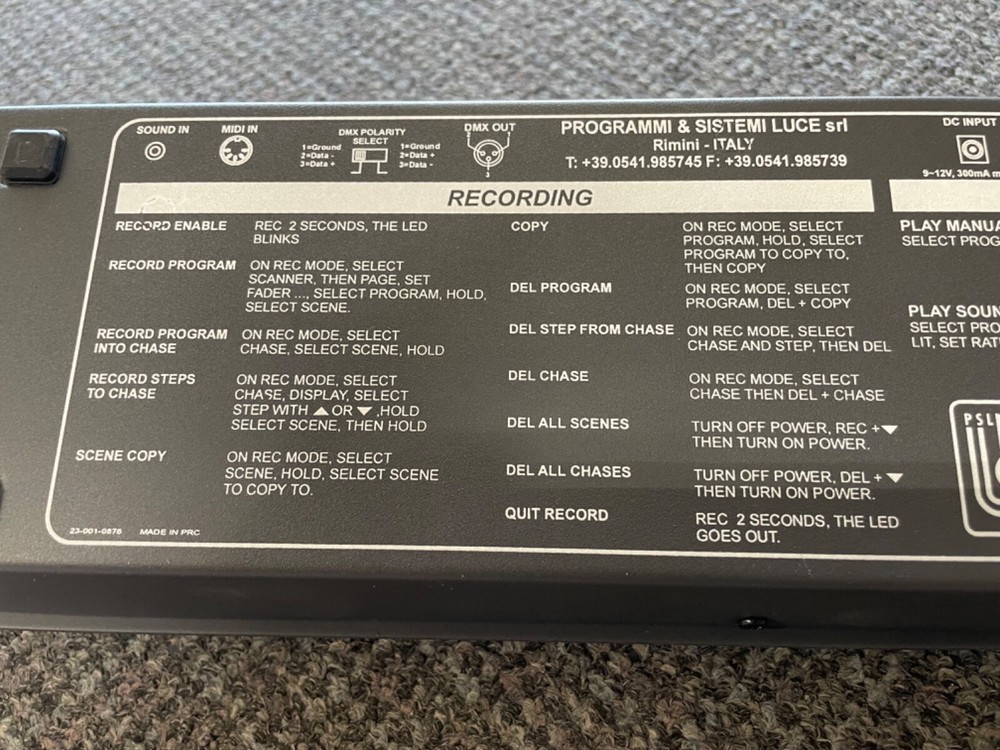 SOUND IN
MIDI IN
DMX POLARITY
SELECT
1=Ground
2=Data -
3=Data +
1=Ground
2=Data +
3=Data -
DMX OUT
2 1
3
PROGRAMMI & SISTEMI LUCE srl
Rimini - ITALY
T: +39.0541.985745 F: +39.0541.985739
DC INPUT
9~12V, 300mA m
RECORDING
RECORD ENABLE
REC 2 SECONDS, THE LED
BLINKS
RECORD PROGRAM
ON REC MODE, SELECT
SCANNER, THEN PAGE, SET
FADER ..., SELECT PROGRAM, HOLD,
SELECT SCENE.
RECORD PROGRAM
INTO CHASE
ON REC MODE, SELECT
CHASE, SELECT SCENE, HOLD
RECORD STEPS
TO CHASE
ON REC MODE, SELECT
CHASE, DISPLAY, SELECT
STEP WITH ▲ OR ▼ ,HOLD
SELECT SCENE, THEN HOLD
SCENE COPY
ON REC MODE, SELECT
SCENE, HOLD, SELECT SCENE
TO COPY TO.
COPY
ON REC MODE, SELECT
PROGRAM, HOLD, SELECT
PROGRAM TO COPY TO,
THEN COPY
DEL PROGRAM
ON REC MODE, SELECT
PROGRAM, DEL + COPY
DEL STEP FROM CHASE
ON REC MODE, SELECT
CHASE AND STEP, THEN DEL
DEL CHASE
ON REC MODE, SELECT
CHASE THEN DEL + CHASE
DEL ALL SCENES
TURN OFF POWER, REC +▼
THEN TURN ON POWER.
DEL ALL CHASES
TURN OFF POWER, DEL + ▼
THEN TURN ON POWER.
QUIT RECORD
REC 2 SECONDS, THE LED
GOES OUT.
PLAY MANUA
SELECT PROG
PLAY SOUN
SELECT PRO
LIT, SET RAT
PSL
23-001-0876 MADE IN PRC